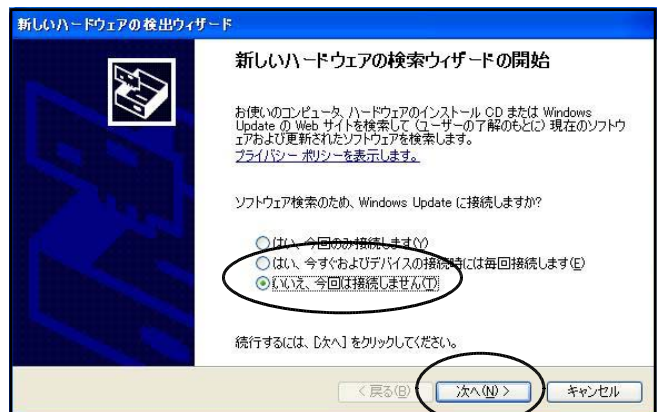 新しいハードウェアの検出ウィザード
新しいハードウェアの検索ウィザードの開始
お使いのコンピュータ、ハードウェアのインストール CD または Windows
Update の Web サイトを検索して (ユーザーの了解のもとに) 現在のソフトウ
ェアおよび更新されたソフトウェアを検索します。
プライバシー ポリシーを表示します。
ソフトウェア検索のため、Windows Update に接続しますか?
はい、今回のみ接続します(Y)
はい、今すぐおよびデバイスの接続時には毎回接続します(E)
いいえ、今回は接続しません(T)
続行するには、[次へ] をクリックしてください。
< 戻る(B) 次へ(N) > キャンセル